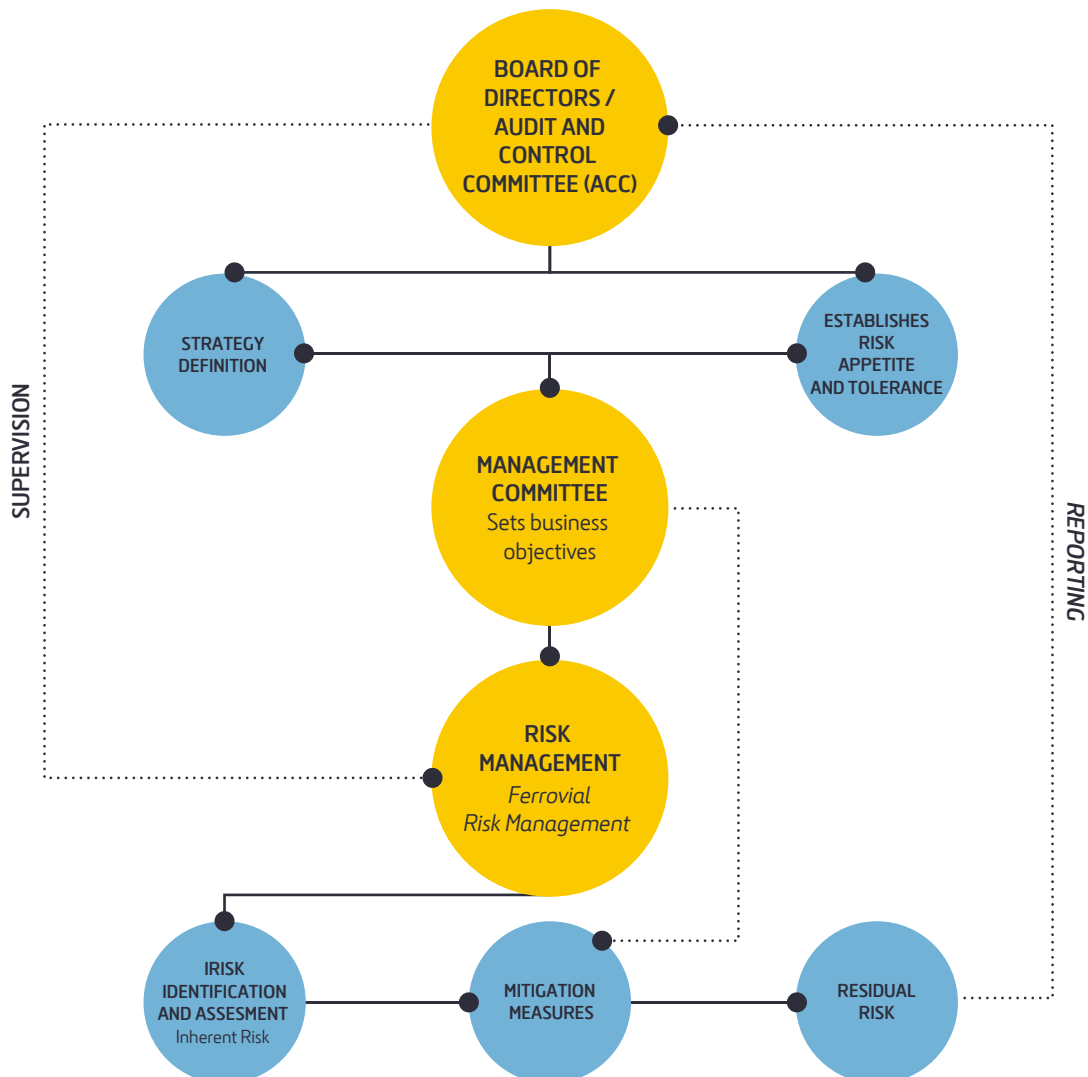 BOARD OF
DIRECTORS /
AUDIT AND
CONTROL
COMMITTEE (ACC)
STRATEGY
DEFINITION
ESTABLISHES
RISK
APPETITE
AND TOLERANCE
SUPERVISION
MANAGEMENT
COMMITTEE
Sets business
objectives
REPORTING
RISK
MANAGEMENT
Ferrovial
Risk Management
IRISK
IDENTIFICATION
AND ASSESMENT
Inherent Risk
MITIGATION
MEASURES
RESIDUAL
RISK